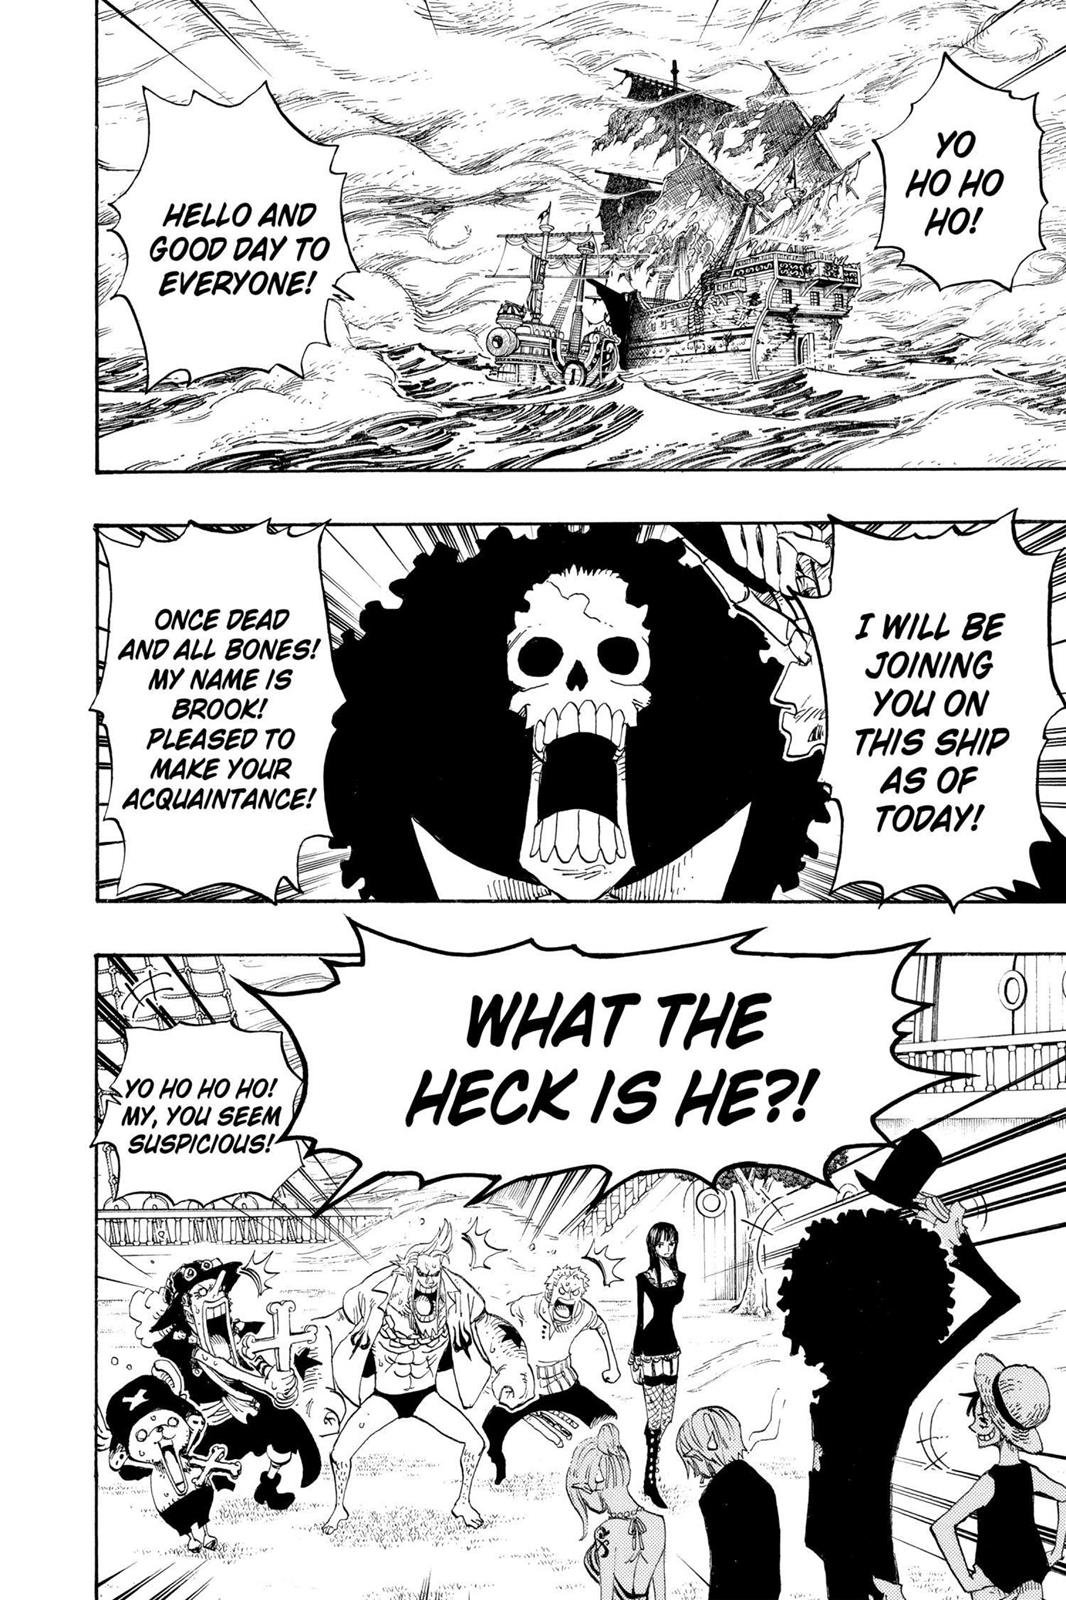 YO
HO HO
HO!
HELLO AND
GOOD DAY TO
EVERYONE!
I WILL BE
JOINING
YOU ON
THIS SHIP
AS OF
TODAY!
ONCE DEAD
AND ALL BONES!
MY NAME IS
BROOK!
PLEASED TO
MAKE YOUR
ACQUAINTANCE!
WHAT THE
HECK IS HE?!
YO HO HO HO!
MY, YOU SEEM
SUSPICIOUS!